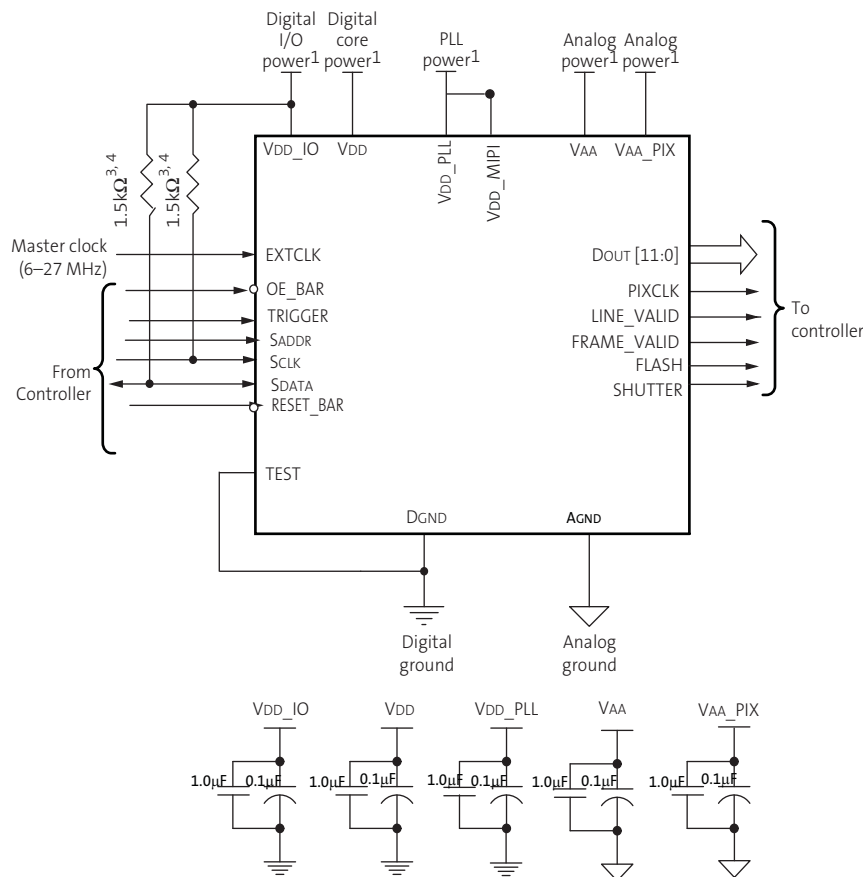 Digital
I/O
power1
Digital
core
power1
PLL
power1
Analog
power1
Analog
power1
VDD_IO
VDD
VDD_PLL
VDD_MIPI
VAA
VAA_PIX
1.5kΩ3, 4
1.5kΩ3, 4
Master clock
(6–27 MHz)
EXTCLK
OE_BAR
TRIGGER
SADDR
SCLK
SDATA
RESET_BAR
TEST
From
Controller
DOUT [11:0]
PIXCLK
LINE_VALID
FRAME_VALID
FLASH
SHUTTER
To
controller
DGND
AGND
Digital
ground
Analog
ground
VDD_IO
VDD
VDD_PLL
VAA
VAA_PIX
1.0µF
0.1µF
1.0µF
0.1µF
1.0µF
0.1µF
1.0µF
0.1µF
1.0µF
0.1µF